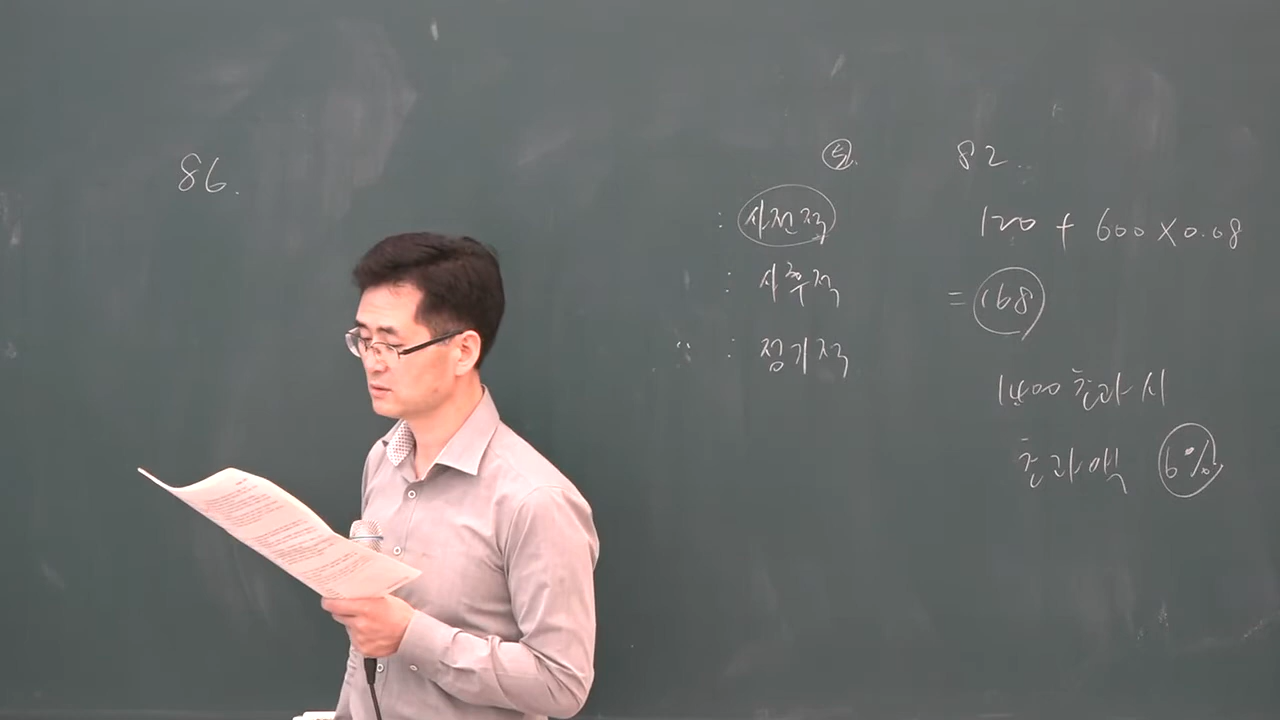 86.
⑤.
: 사전적
: 사후적
: 정기적
82
120 + 600 × 0.08
= 168
1400 초과시
초과액 6%